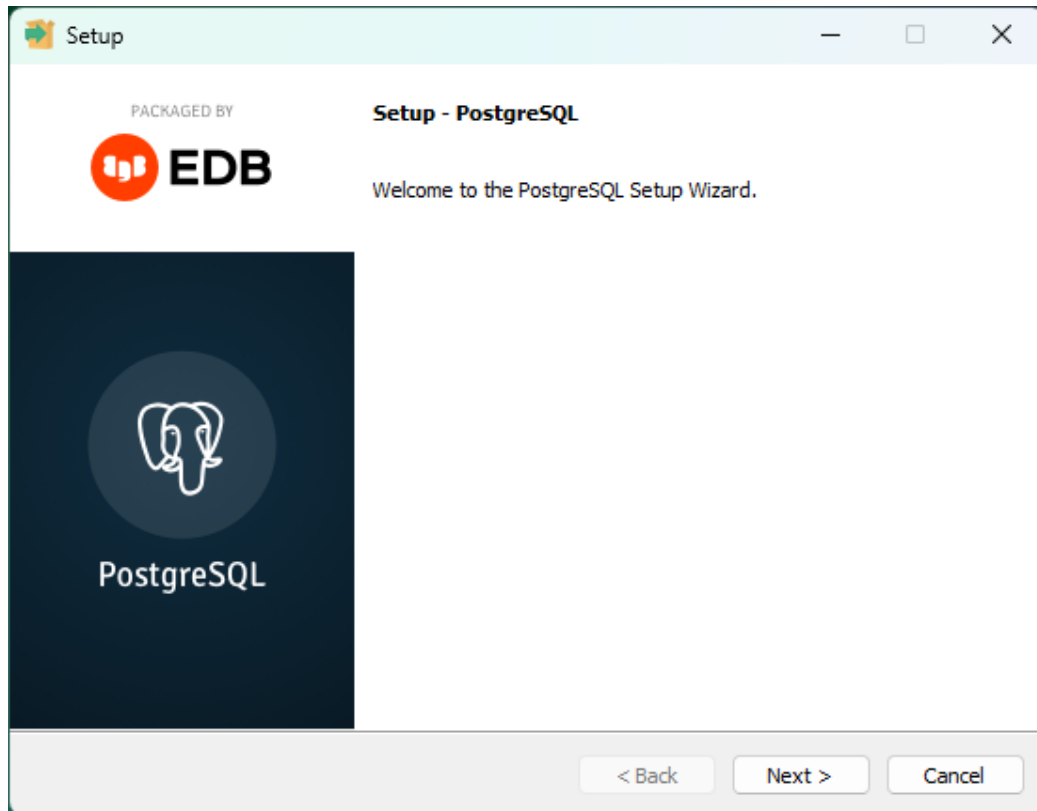 Setup
PACKAGED BY
EDB
Setup - PostgreSQL
Welcome to the PostgreSQL Setup Wizard.
PostgreSQL
< Back
Next >
Cancel